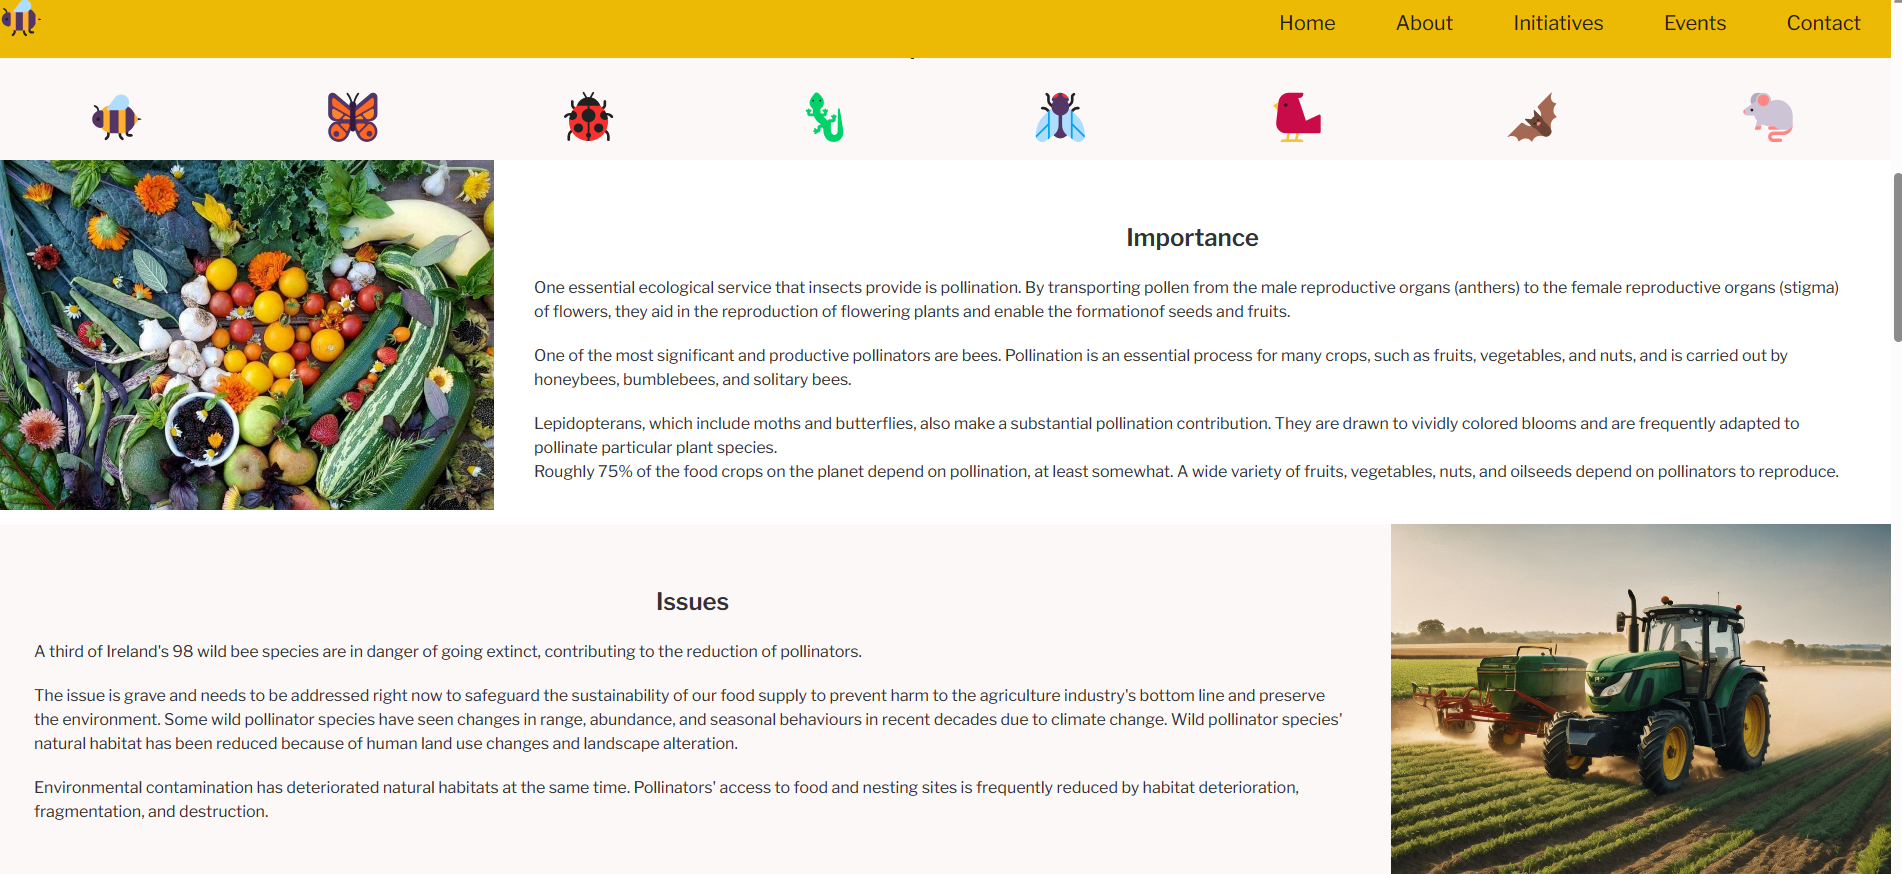 Home About Initiatives Events Contact
Importance
One essential ecological service that insects provide is pollination. By transporting pollen from the male reproductive organs (anthers) to the female reproductive organs (stigma)
of flowers, they aid in the reproduction of flowering plants and enable the formationof seeds and fruits.
One of the most significant and productive pollinators are bees. Pollination is an essential process for many crops, such as fruits, vegetables, and nuts, and is carried out by
honeybees, bumblebees, and solitary bees.
Lepidopterans, which include moths and butterflies, also make a substantial pollination contribution. They are drawn to vividly colored blooms and are frequently adapted to
pollinate particular plant species.
Roughly 75% of the food crops on the planet depend on pollination, at least somewhat. A wide variety of fruits, vegetables, nuts, and oilseeds depend on pollinators to reproduce.
Issues
A third of Ireland's 98 wild bee species are in danger of going extinct, contributing to the reduction of pollinators.
The issue is grave and needs to be addressed right now to safeguard the sustainability of our food supply to prevent harm to the agriculture industry's bottom line and preserve
the environment. Some wild pollinator species have seen changes in range, abundance, and seasonal behaviours in recent decades due to climate change. Wild pollinator species'
natural habitat has been reduced because of human land use changes and landscape alteration.
Environmental contamination has deteriorated natural habitats at the same time. Pollinators' access to food and nesting sites is frequently reduced by habitat deterioration,
fragmentation, and destruction.